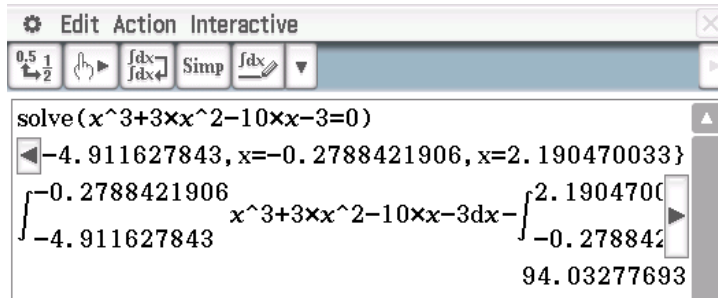 Edit Action Interactive
0.5 1 2 ∫dx ∫dx Simp ∫dx
solve(x^3+3×x^2-10×x-3=0)
-4.911627843,x=-0.2788421906,x=2.190470033}
∫ -0.2788421906 -4.911627843 x^3+3×x^2-10×x-3dx- ∫ 2.190470 -0.27884
94.03277693